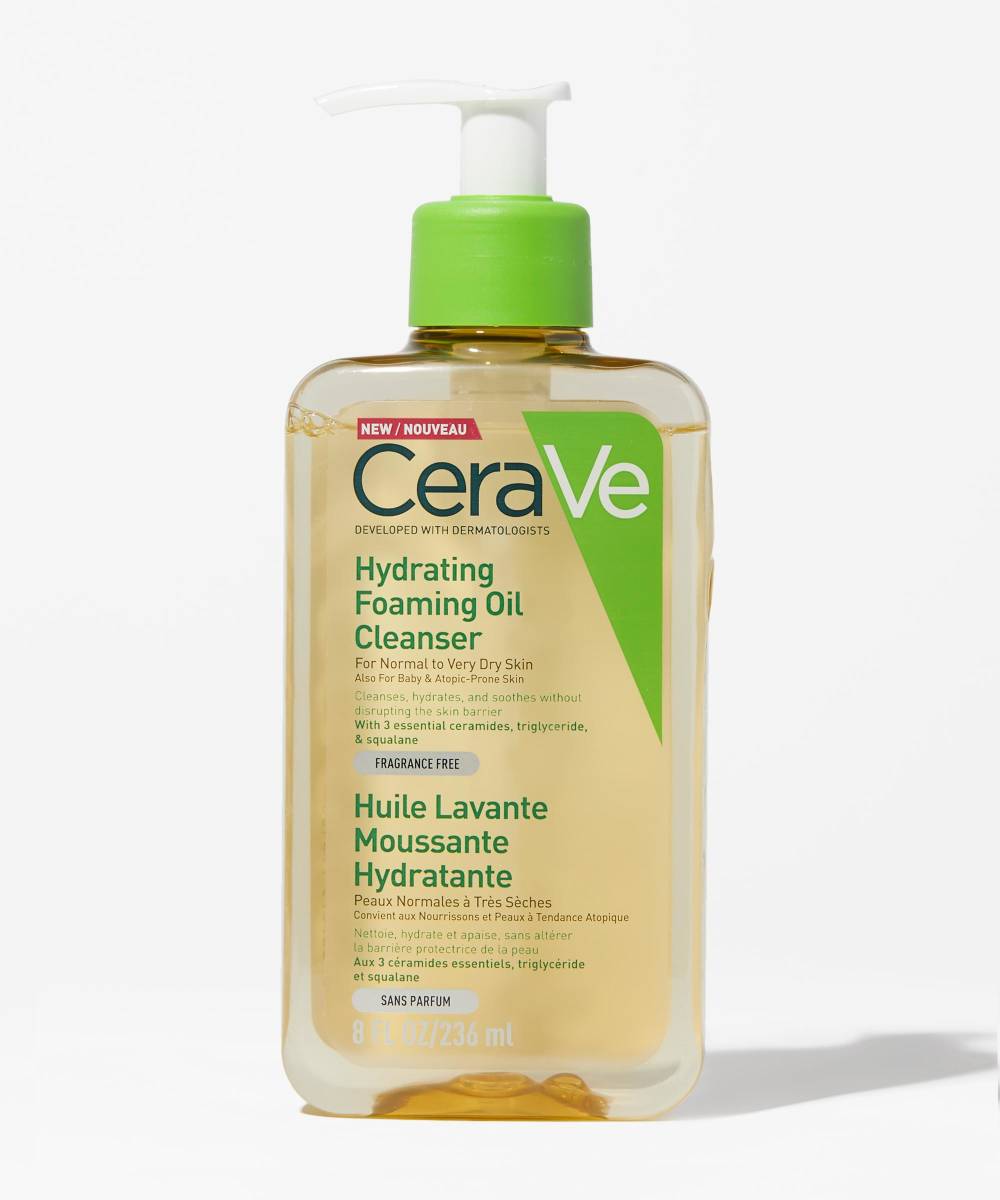 NEW / NOUVEAU
CeraVe
DEVELOPED WITH DERMATOLOGISTS
Hydrating
Foaming Oil
Cleanser
For Normal to Very Dry Skin
Also For Baby & Atopic-Prone Skin
Cleanses, hydrates, and soothes without
disrupting the skin barrier
With 3 essential ceramides, triglyceride,
& squalane
FRAGRANCE FREE
Huile Lavante
Moussante
Hydratante
Peaux Normales à Très Sèches
Convient aux Nourrissons et Peaux à Tendance Atopique
Nettoie, hydrate et apaise, sans altérer
la barrière protectrice de la peau
Aux 3 céramides essentiels, triglycéride
et squalane
SANS PARFUM
8 FL OZ/236 ml